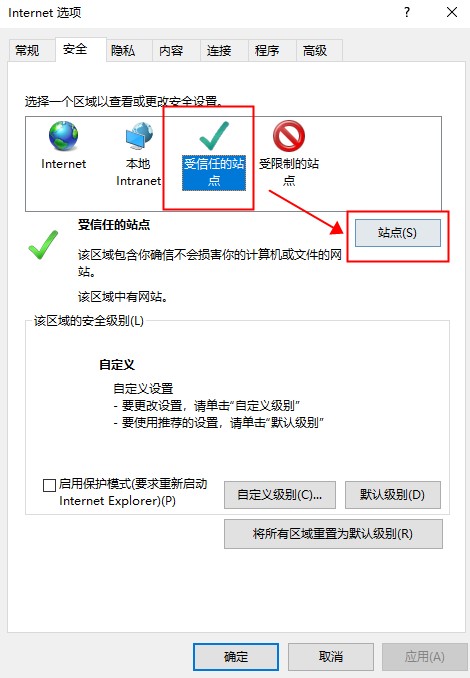 Internet 选项
? ×
常规 安全 隐私 内容 连接 程序 高级
选择一个区域以查看或更改安全设置。
Internet
本地
Intranet
受信任的站
点
受限制的站
点
受信任的站点
站点(S)
该区域包含你确信不会损害你的计算机或文件的网
站。
该区域中有网站。
该区域的安全级别(L)
自定义
自定义设置
- 要更改设置，请单击“自定义级别”
- 要使用推荐的设置，请单击“默认级别”
启用保护模式(要求重新启动
Internet Explorer)(P)
自定义级别(C)... 默认级别(D)
将所有区域重置为默认级别(R)
确定 取消 应用(A)